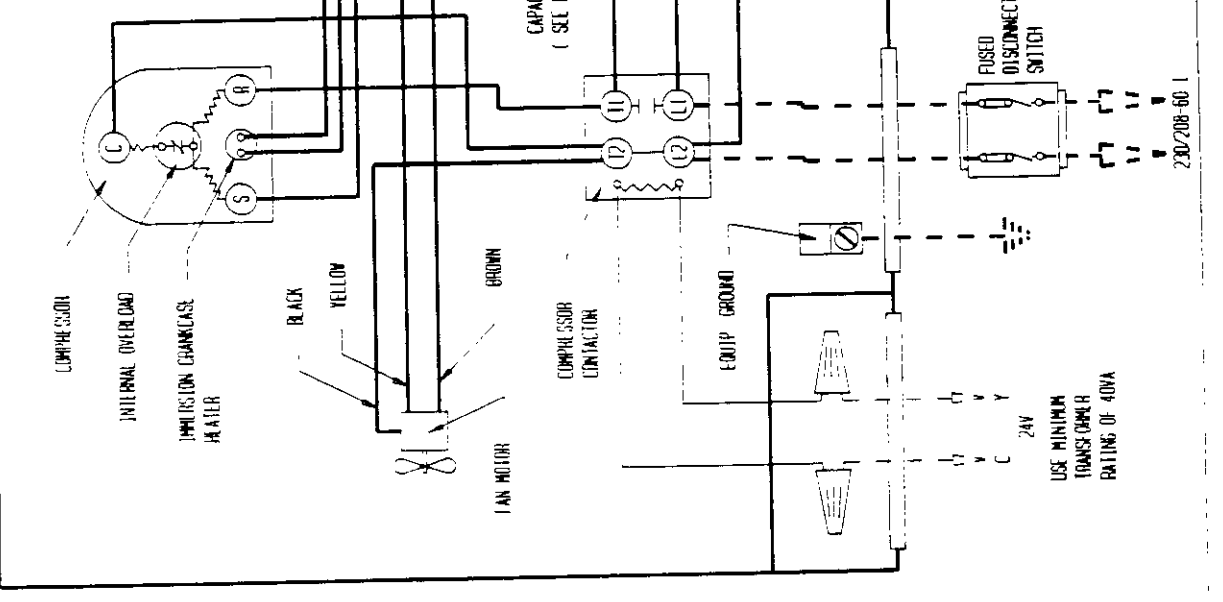 COMPRESSOR
INTERNAL OVERLOAD
IMMERSION CRANKCASE
HEATER
C
R
S
BLACK
YELLOW
BROWN
FAN MOTOR
( SEE
T1
L1
T2
L2
COMPRESSOR
CONTACTOR
EQUIP GROUND
FUSED
DISCONNECT
SWITCH
230/208-60-1
Y
C
24V
USE MINIMUM
TRANSFORMER
RATING OF 40VA